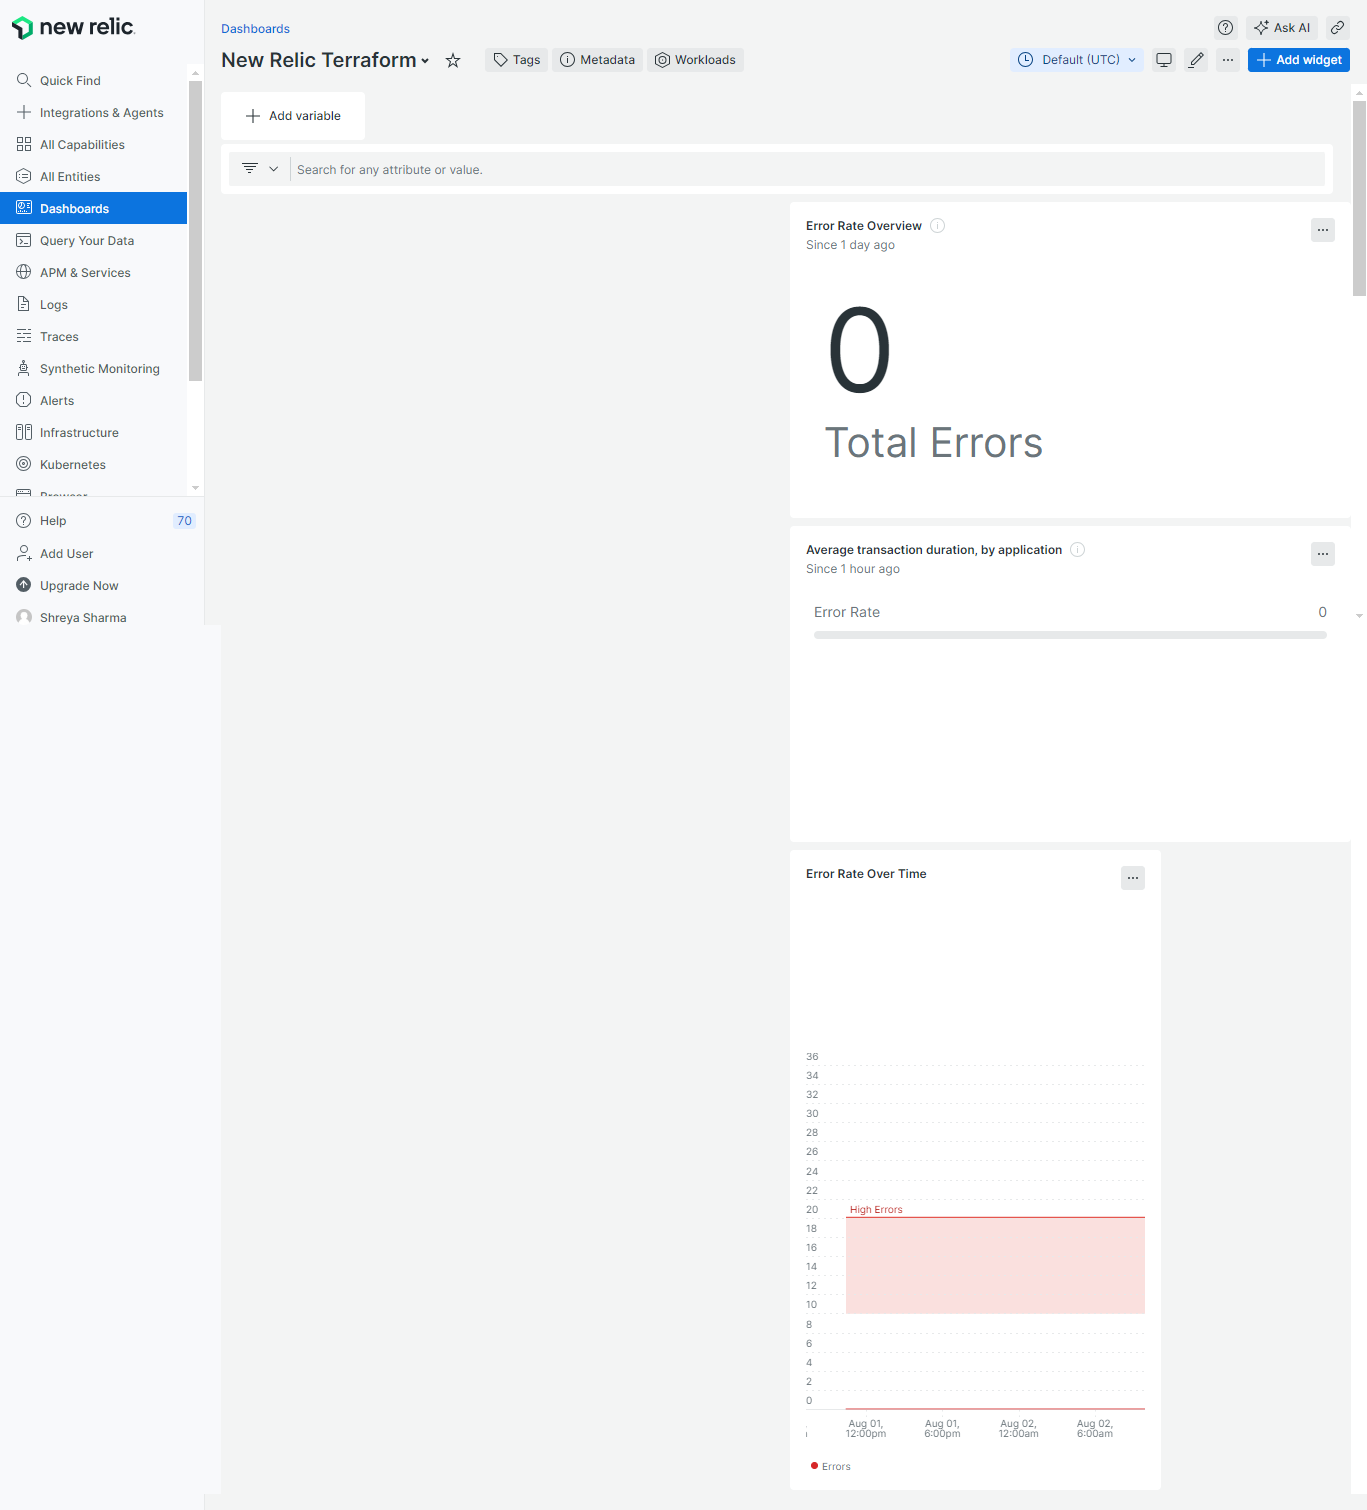 new relic.
Quick Find
Integrations & Agents
All Capabilities
All Entities
Dashboards
Query Your Data
APM & Services
Logs
Traces
Synthetic Monitoring
Alerts
Infrastructure
Kubernetes
Browser
Help 70
Add User
Upgrade Now
Shreya Sharma
Dashboards
Ask AI
New Relic Terraform
Tags Metadata Workloads
Default (UTC)
Add widget
Add variable
Search for any attribute or value.
Error Rate Overview
Since 1 day ago
0
Total Errors
Average transaction duration, by application
Since 1 hour ago
Error Rate 0
Error Rate Over Time
36
34
32
30
28
26
24
22
20
High Errors
18
16
14
12
10
8
6
4
2
0
Aug 01, Aug 01, Aug 02, Aug 02,
12:00pm 6:00pm 12:00am 6:00am
Errors